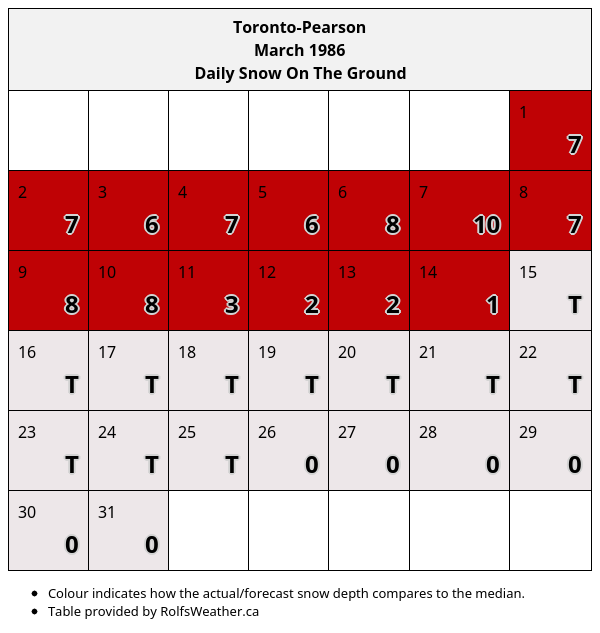 Toronto-Pearson
March 1986
Daily Snow On The Ground
1
7
2 3 4 5 6 7 8
7 6 7 6 8 10 7
9 10 11 12 13 14 15
8 8 3 2 2 1 T
16 17 18 19 20 21 22
T T T T T T T
23 24 25 26 27 28 29
T T T 0 0 0 0
30 31
0 0
Colour indicates how the actual/forecast snow depth compares to the median.
Table provided by RolfsWeather.ca